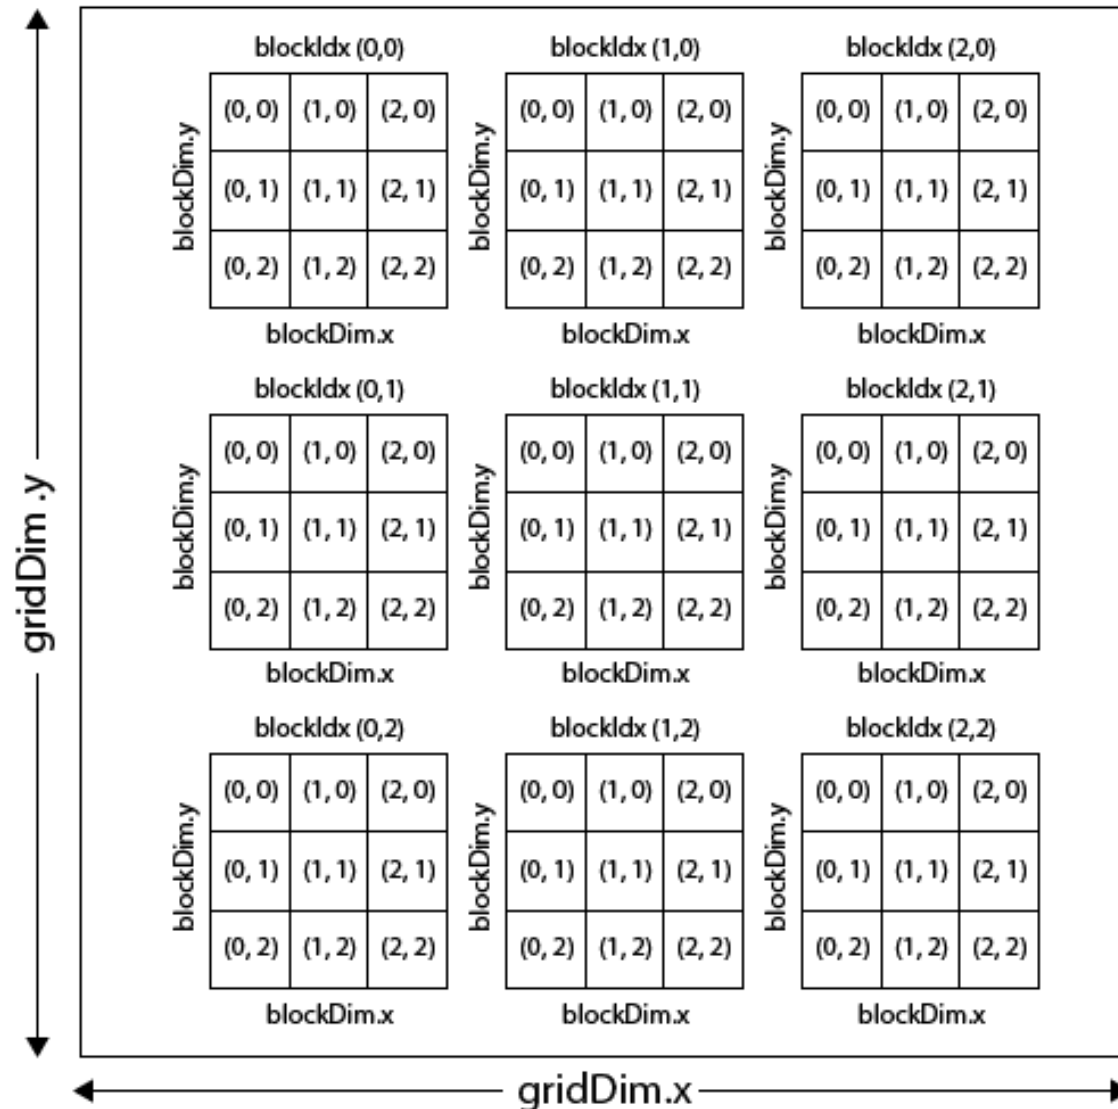 blockIdx (0,0) blockIdx (1,0) blockIdx (2,0)
(0, 0) (1, 0) (2, 0) (0, 0) (1, 0) (2, 0) (0, 0) (1, 0) (2, 0)
blockDim.y blockDim.y blockDim.y
(0, 1) (1, 1) (2, 1) (0, 1) (1, 1) (2, 1) (0, 1) (1, 1) (2, 1)
(0, 2) (1, 2) (2, 2) (0, 2) (1, 2) (2, 2) (0, 2) (1, 2) (2, 2)
blockDim.x blockDim.x blockDim.x
blockIdx (0,1) blockIdx (1,1) blockIdx (2,1)
(0, 0) (1, 0) (2, 0) (0, 0) (1, 0) (2, 0) (0, 0) (1, 0) (2, 0)
gridDim .y
blockDim.y blockDim.y blockDim.y
(0, 1) (1, 1) (2, 1) (0, 1) (1, 1) (2, 1) (0, 1) (1, 1) (2, 1)
(0, 2) (1, 2) (2, 2) (0, 2) (1, 2) (2, 2) (0, 2) (1, 2) (2, 2)
blockDim.x blockDim.x blockDim.x
blockIdx (0,2) blockIdx (1,2) blockIdx (2,2)
(0, 0) (1, 0) (2, 0) (0, 0) (1, 0) (2, 0) (0, 0) (1, 0) (2, 0)
blockDim.y blockDim.y blockDim.y
(0, 1) (1, 1) (2, 1) (0, 1) (1, 1) (2, 1) (0, 1) (1, 1) (2, 1)
(0, 2) (1, 2) (2, 2) (0, 2) (1, 2) (2, 2) (0, 2) (1, 2) (2, 2)
blockDim.x blockDim.x blockDim.x
gridDim.x